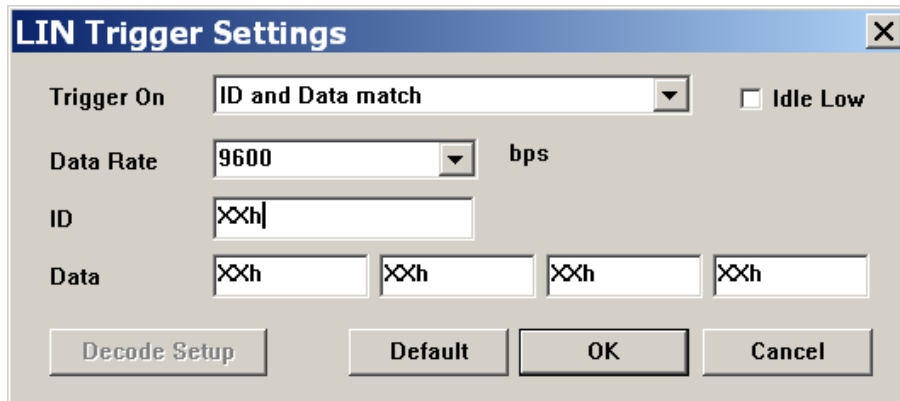 LIN Trigger Settings
Trigger On ID and Data match Idle Low
Data Rate 9600 bps
ID XXh
Data XXh XXh XXh XXh
Decode Setup Default OK Cancel